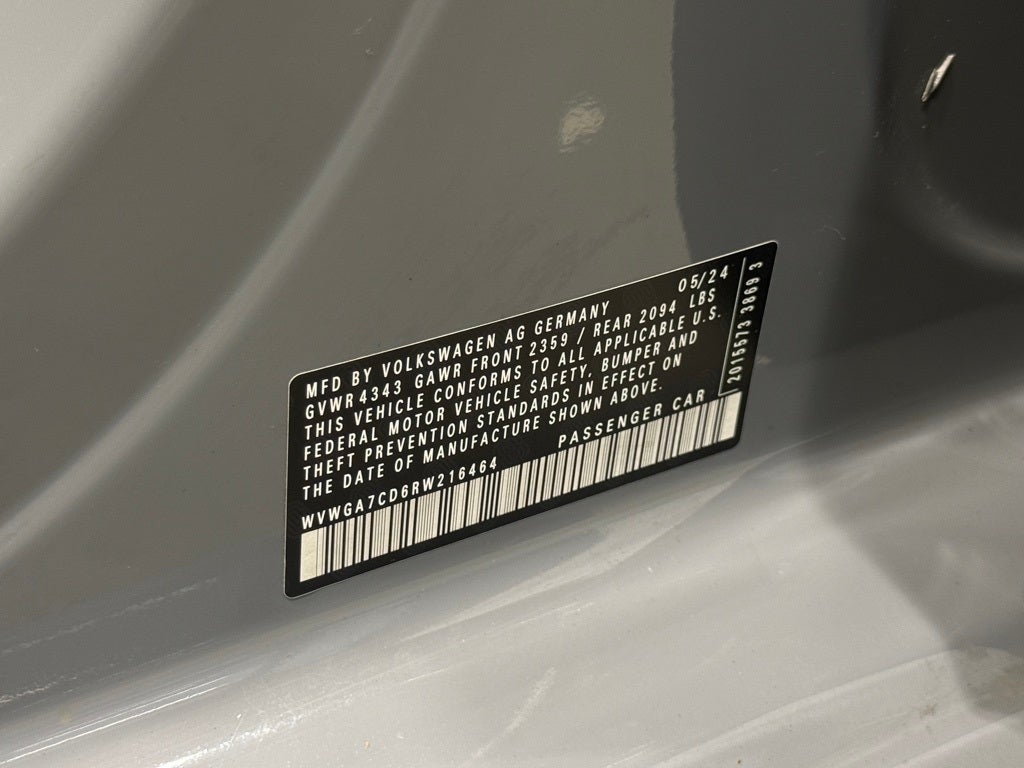 MFD BY VOLKSWAGEN AG GERMANY 05/24
GVWR 4343 GAWR FRONT 2359 / REAR 2094 LBS
THIS VEHICLE CONFORMS TO ALL APPLICABLE U.S.
FEDERAL MOTOR VEHICLE SAFETY, BUMPER AND
THEFT PREVENTION STANDARDS IN EFFECT ON
THE DATE OF MANUFACTURE SHOWN ABOVE.
PASSENGER CAR
WVWGA7CD6RW216464
2015573 3869 3